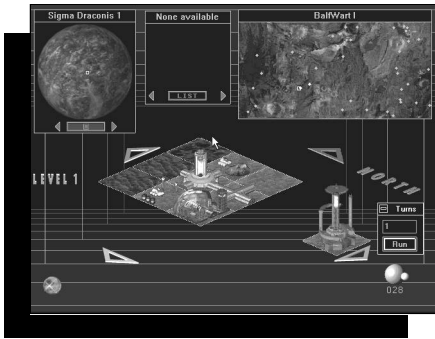 Sigma Draconis 1
None available
BalfWart I
LIST
LEVEL 1
NORTH
Turns
1
Run
028